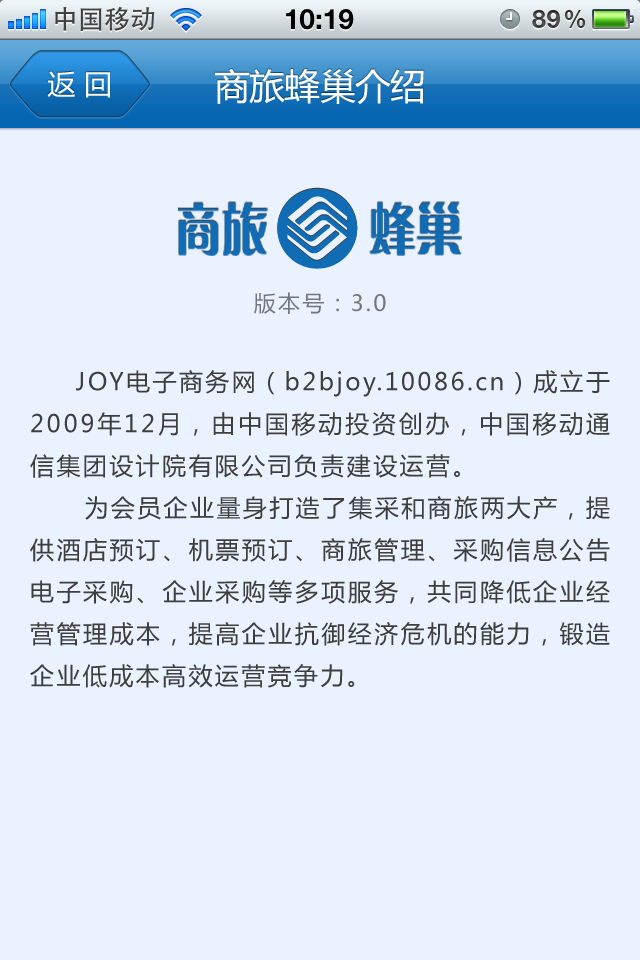 中国移动 10:19 89%
返回 商旅蜂巢介绍
商旅 蜂巢
版本号：3.0
JOY电子商务网（b2bjoy.10086.cn）成立于
2009年12月，由中国移动投资创办，中国移动通
信集团设计院有限公司负责建设运营。
为会员企业量身打造了集采和商旅两大产，提
供酒店预订、机票预订、商旅管理、采购信息公告
电子采购、企业采购等多项服务，共同降低企业经
营管理成本，提高企业抗御经济危机的能力，锻造
企业低成本高效运营竞争力。